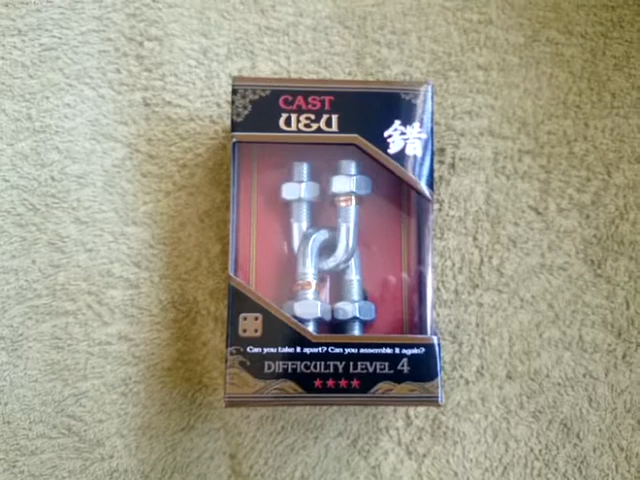 CAST
U&U
錯
Can you take it apart? Can you assemble it again?
DIFFICULTY LEVEL 4